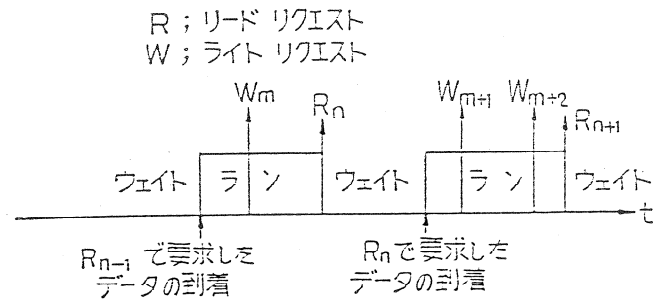 R ; リード リクエスト
W ; ライト リクエスト
Wm
Rn
Wm+1
Wm+2
Rn+1
ウェイト
ラン
ウェイト
ラン
ウェイト
t
Rn-1 で要求した
データの到着
Rnで要求した
データの到着